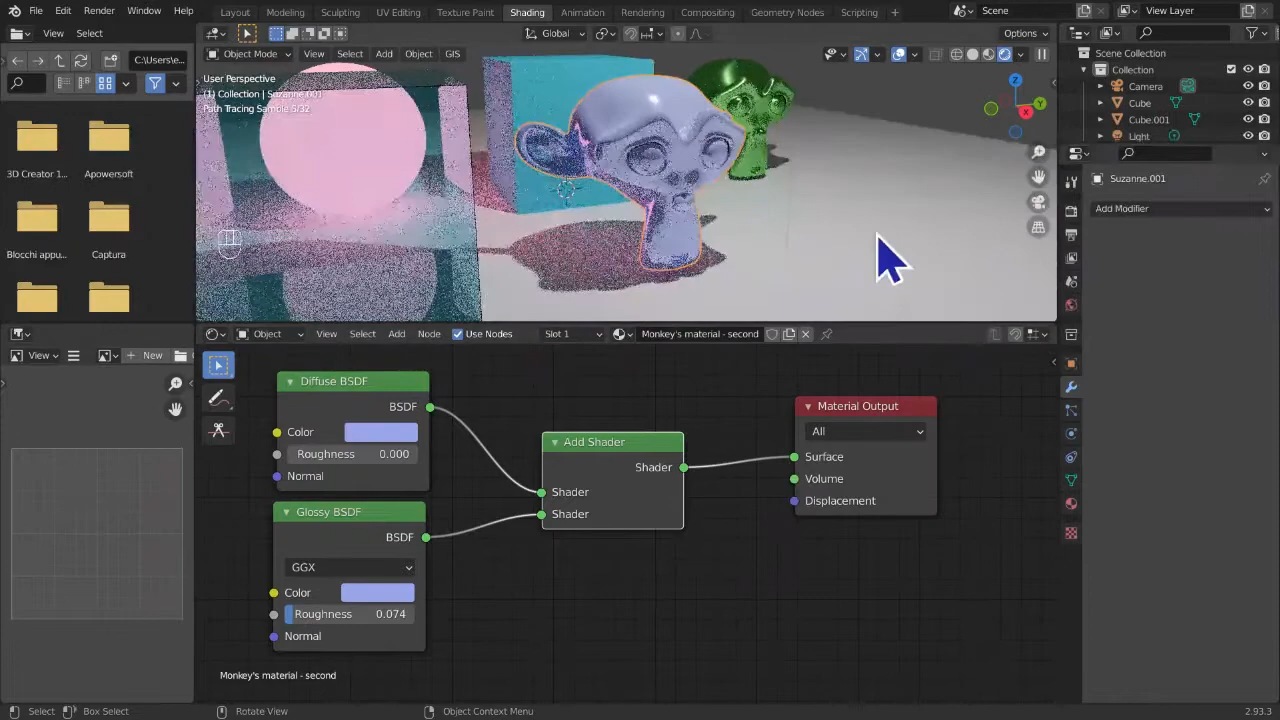 File Edit Render Window Help Layout Modeling Sculpting UV Editing Texture Paint Shading Animation Rendering Compositing Geometry Nodes Scripting + Scene View Layer
View Select
Global Options
C:\Users\e...
Object Mode View Select Add Object GIS
User Perspective
(1) Collection | Suzanne.001
Path Tracing Sample 6/32
3D Creator 1...
Apowersoft
Blocchi appu...
Captura
X
Y
Z
Scene Collection
Collection
Camera
Cube
Cube.001
Light
Suzanne.001
Add Modifier
View
New
Object View Select Add Node Use Nodes Slot 1 Monkey's material - second
Diffuse BSDF
BSDF
Color
Roughness 0.000
Normal
Glossy BSDF
BSDF
GGX
Color
Roughness 0.074
Normal
Add Shader
Shader
Shader
Shader
Material Output
All
Surface
Volume
Displacement
Monkey's material - second
Select Box Select Rotate View Object Context Menu 2.93.3